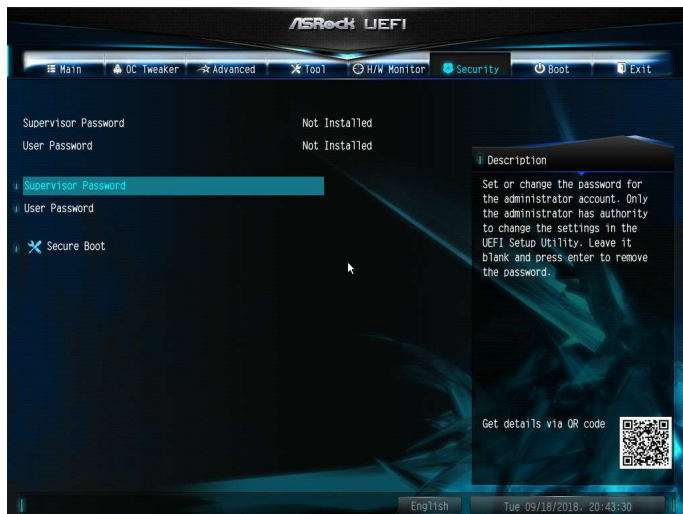 ASRock UEFI
Main OC Tweaker Advanced Tool H/W Monitor Security Boot Exit
Supervisor Password Not Installed
User Password Not Installed
Supervisor Password
User Password
Secure Boot
Description
Set or change the password for
the administrator account. Only
the administrator has authority
to change the settings in the
UEFI Setup Utility. Leave it
blank and press enter to remove
the password.
Get details via QR code
English Tue 09/18/2018. 20:43:30